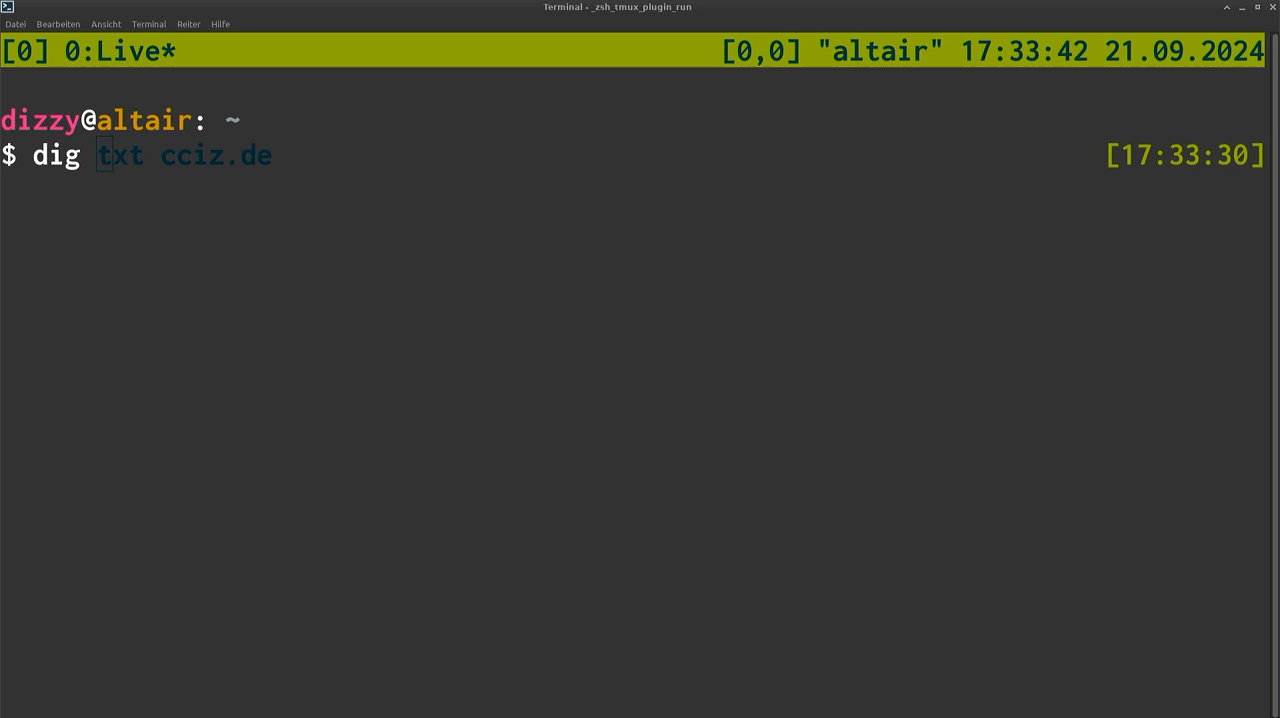 Terminal - _zsh_tmux_plugin_run
Datei Bearbeiten Ansicht Terminal Reiter Hilfe
[0] 0:Live* [0,0] "altair" 17:33:42 21.09.2024
dizzy@altair: ~
$ dig txt cciz.de [17:33:30]